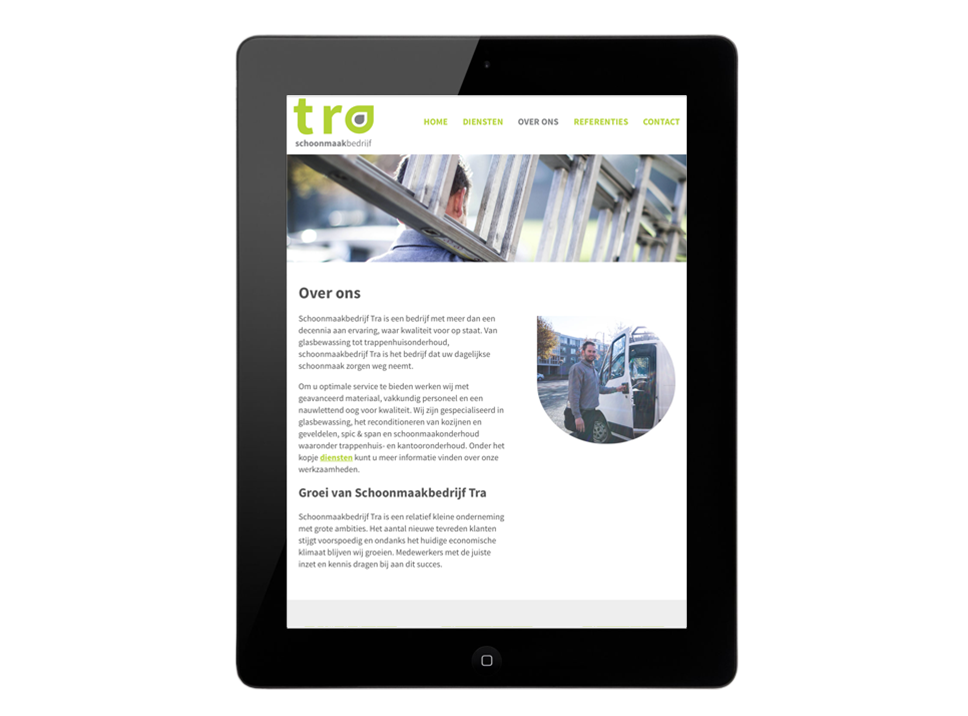 tra
schoonmaakbedrijf
HOME DIENSTEN OVER ONS REFERENTIES CONTACT
Over ons
Schoonmaakbedrijf Tra is een bedrijf met meer dan een
decennia aan ervaring, waar kwaliteit voor op staat. Van
glasbewassing tot trappenhuisonderhoud,
schoonmaakbedrijf Tra is het bedrijf dat uw dagelijkse
schoonmaak zorgen weg neemt.
Om u optimale service te bieden werken wij met
geavanceerd materiaal, vakkundig personeel en een
nauwlettend oog voor kwaliteit. Wij zijn gespecialiseerd in
glasbewassing, het reconditioneren van kozijnen en
geveldelen, spic & span en schoonmaakonderhoud
waaronder trappenhuis- en kantooronderhoud. Onder het
kopje diensten kunt u meer informatie vinden over onze
werkzaamheden.
Groei van Schoonmaakbedrijf Tra
Schoonmaakbedrijf Tra is een relatief kleine onderneming
met grote ambities. Het aantal nieuwe tevreden klanten
stijgt voorspoedig en ondanks het huidige economische
klimaat blijven wij groeien. Medewerkers met de juiste
inzet en kennis dragen bij aan dit succes.